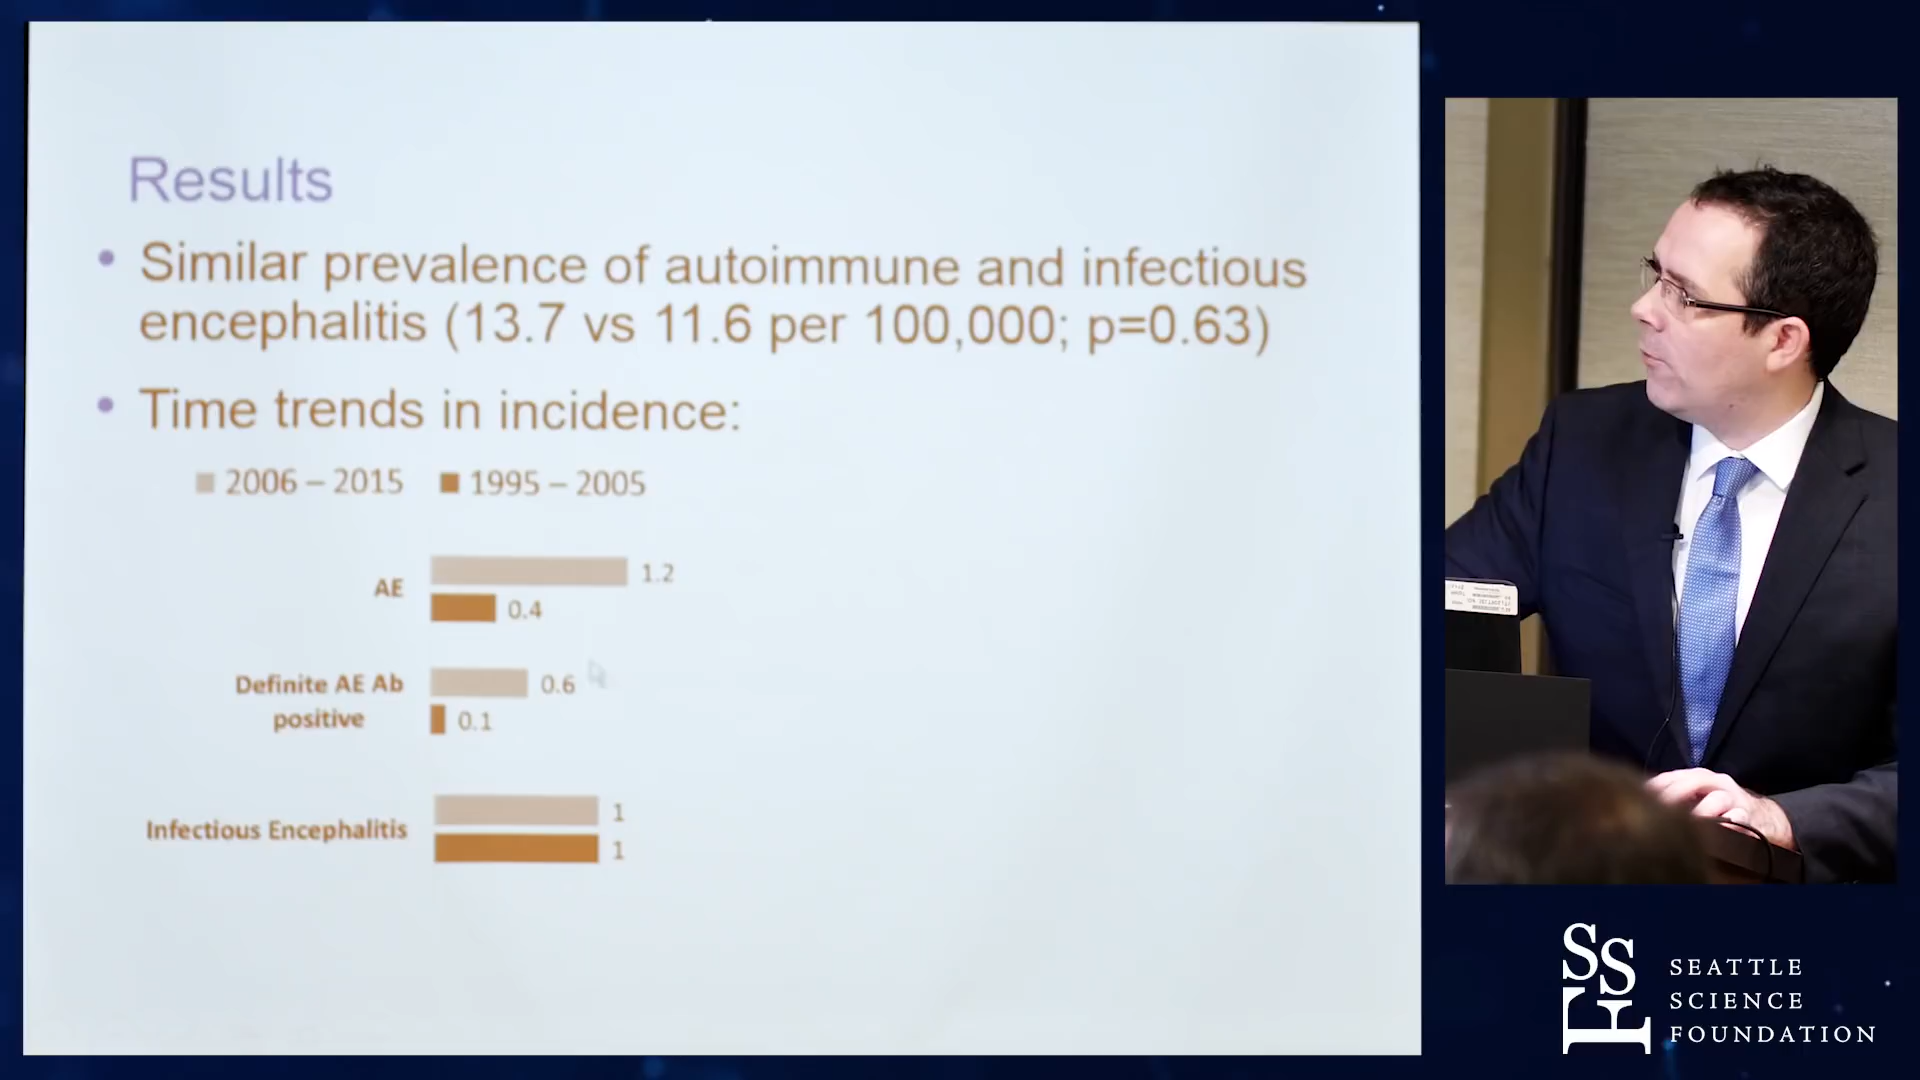 Results
• Similar prevalence of autoimmune and infectious
encephalitis (13.7 vs 11.6 per 100,000; p=0.63)
• Time trends in incidence:
2006 – 2015 1995 – 2005
AE
1.2
0.4
Definite AE Ab
positive
0.6
0.1
Infectious Encephalitis
1
1
SSF
SEATTLE
SCIENCE
FOUNDATION